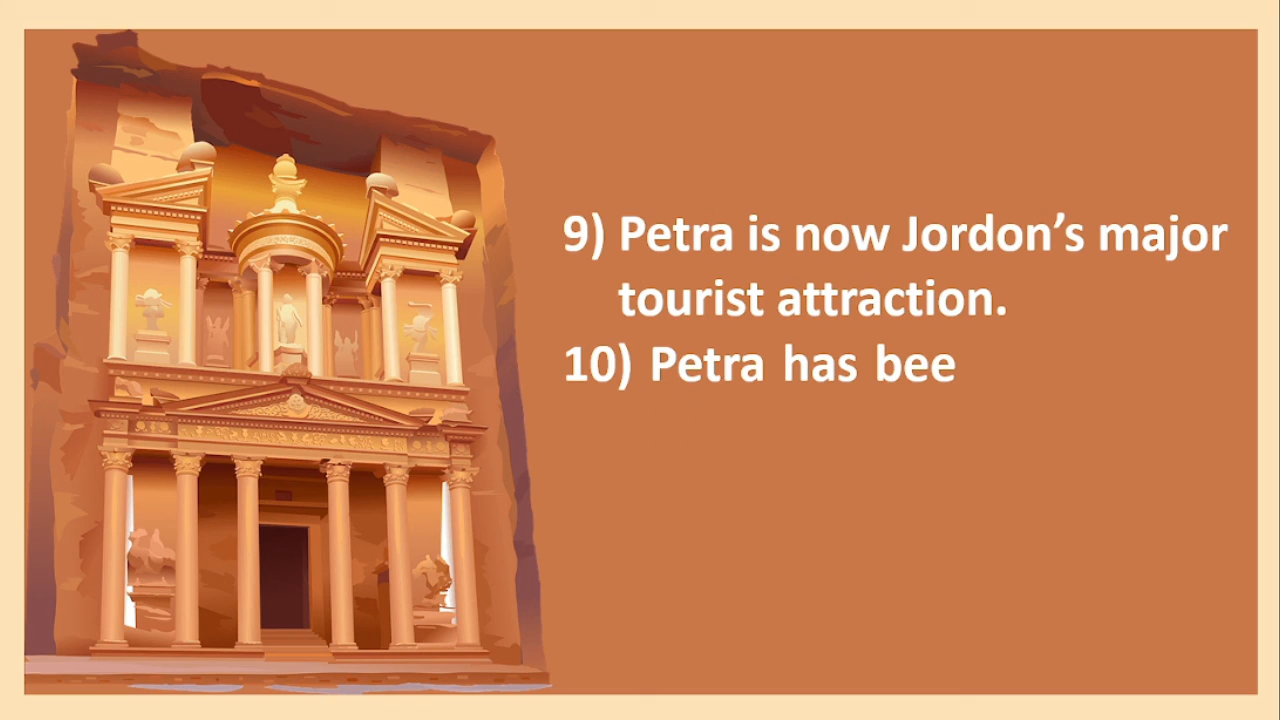 9) Petra is now Jordon’s major
tourist attraction.
10) Petra has bee